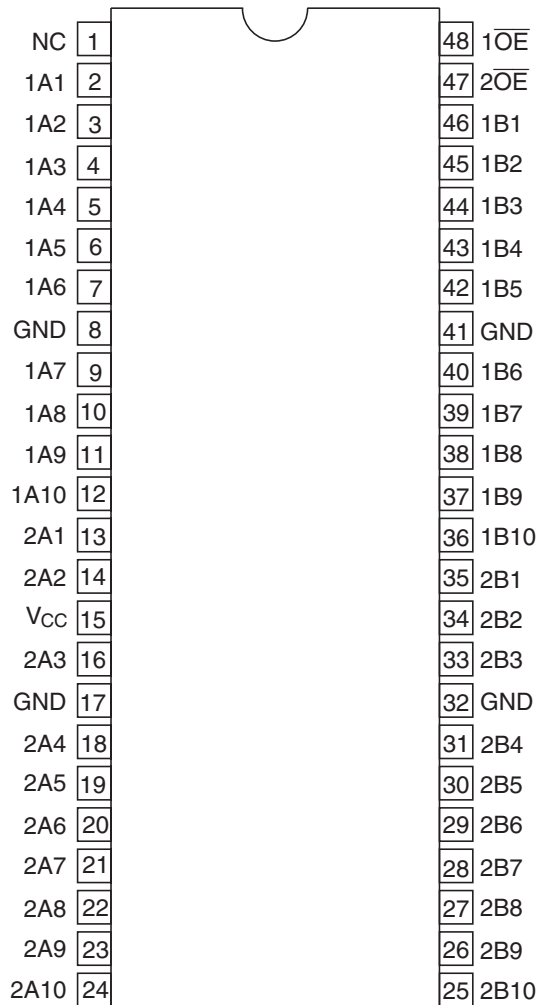 NC 1 48 1O̅E̅
1A1 2 47 2O̅E̅
1A2 3 46 1B1
1A3 4 45 1B2
1A4 5 44 1B3
1A5 6 43 1B4
1A6 7 42 1B5
GND 8 41 GND
1A7 9 40 1B6
1A8 10 39 1B7
1A9 11 38 1B8
1A10 12 37 1B9
2A1 13 36 1B10
2A2 14 35 2B1
VCC 15 34 2B2
2A3 16 33 2B3
GND 17 32 GND
2A4 18 31 2B4
2A5 19 30 2B5
2A6 20 29 2B6
2A7 21 28 2B7
2A8 22 27 2B8
2A9 23 26 2B9
2A10 24 25 2B10